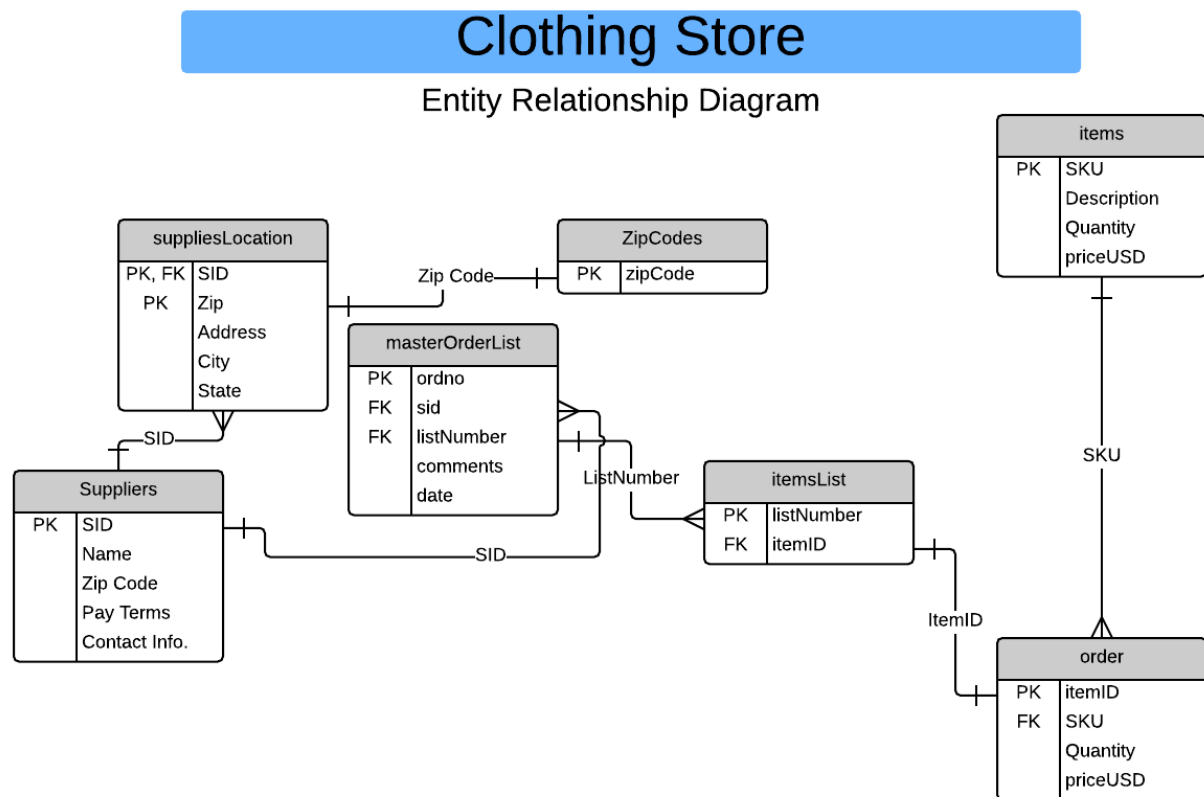 Clothing Store
Entity Relationship Diagram
items
PK SKU
Description
Quantity
priceUSD
suppliesLocation
PK, FK SID
PK Zip
Address
City
State
Zip Code
ZipCodes
PK zipCode
masterOrderList
PK ordno
FK sid
FK listNumber
comments
date
SID
Suppliers
PK SID
Name
Zip Code
Pay Terms
Contact Info.
SID
ListNumber
itemsList
PK listNumber
FK itemID
SKU
ItemID
order
PK itemID
FK SKU
Quantity
priceUSD